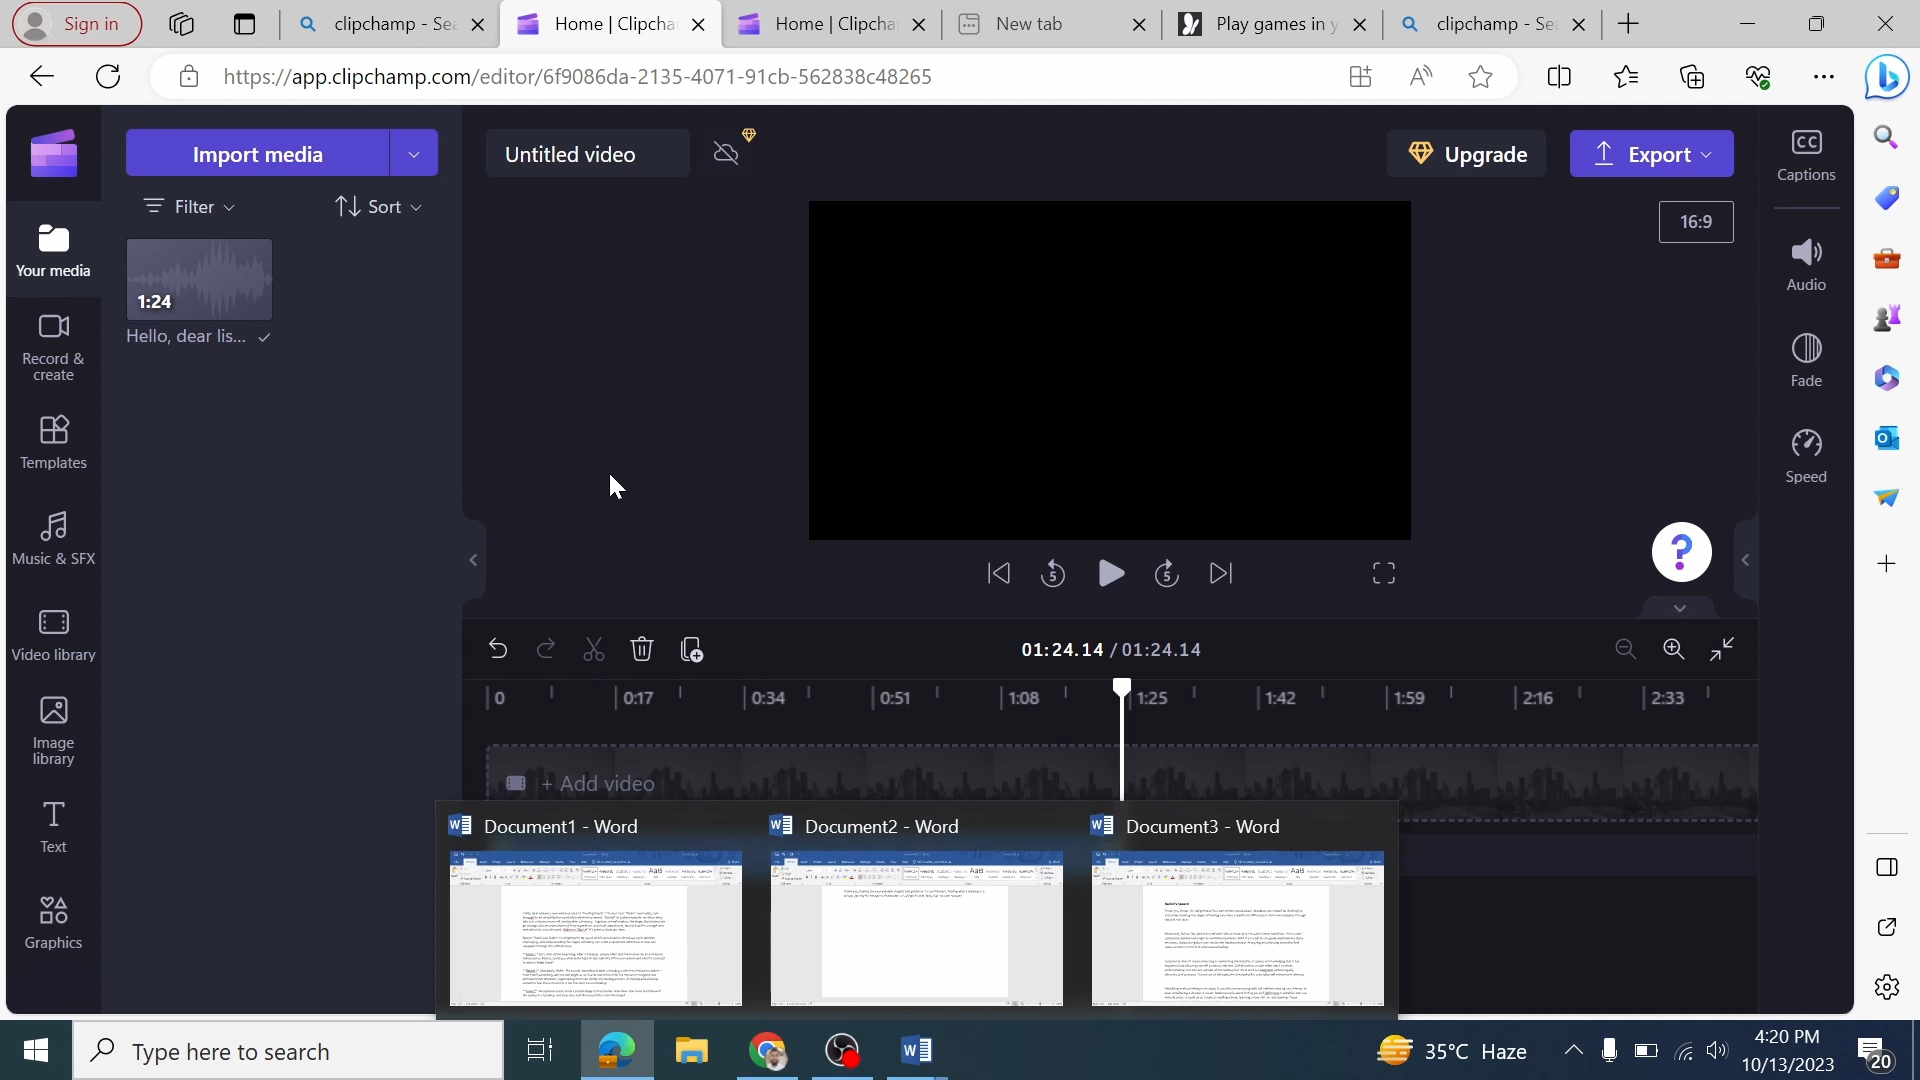 Sign in
clipchamp - Sea
Home | Clipcha
Home | Clipcha
New tab
Play games in y
clipchamp - Sea
https://app.clipchamp.com/editor/6f9086da-2135-4071-91cb-562838c48265
Import media
Untitled video
Upgrade
Export
Captions
Filter
Sort
16:9
Your media
1:24
Hello, dear lis...
Audio
Record &
create
Fade
Templates
Speed
Music & SFX
5
5
Video library
01:24.14 / 01:24.14
0
0:17
0:34
0:51
1:08
1:25
1:42
1:59
2:16
2:33
Image
library
+ Add video
Text
Document1 - Word
Document2 - Word
Document3 - Word
Graphics
Type here to search
35°C Haze
4:20 PM
10/13/2023
20